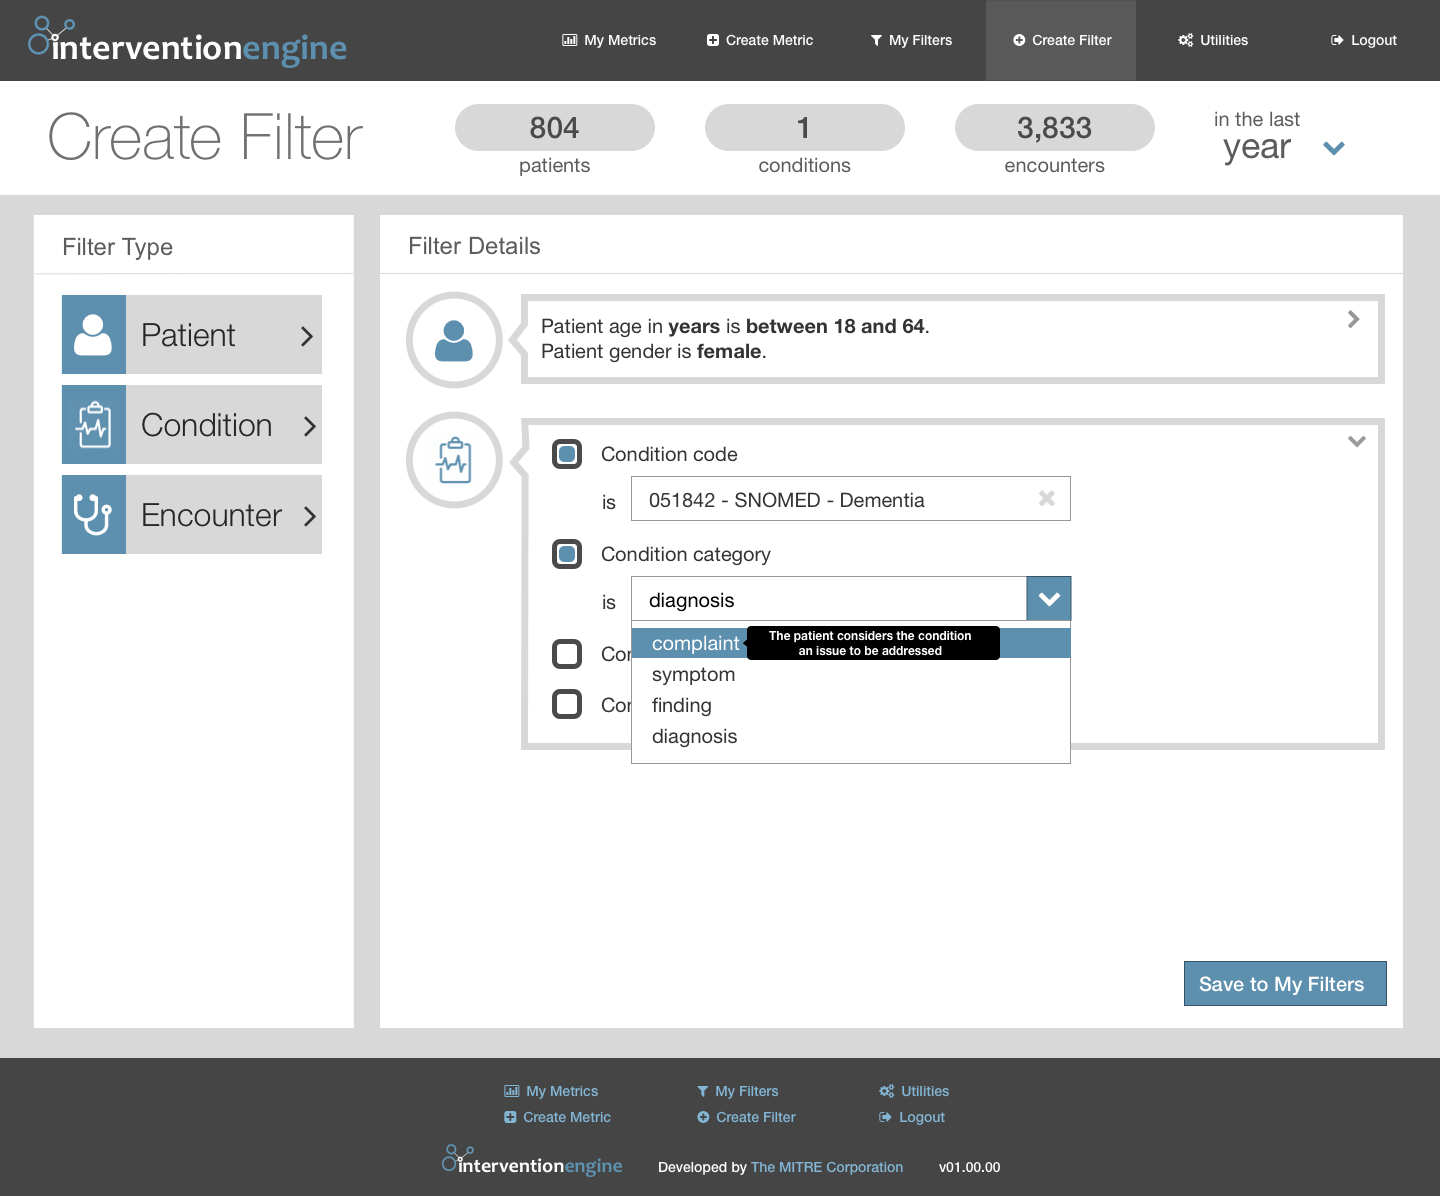 interventionengine
My Metrics
Create Metric
My Filters
Create Filter
Utilities
Logout
Create Filter
804
patients
1
conditions
3,833
encounters
in the last
year
Filter Type
Patient
Condition
Encounter
Filter Details
Patient age in years is between 18 and 64.
Patient gender is female.
Condition code
is
051842 - SNOMED - Dementia
Condition category
is
diagnosis
complaint
The patient considers the condition
an issue to be addressed
symptom
finding
diagnosis
Save to My Filters
My Metrics
My Filters
Utilities
Create Metric
Create Filter
Logout
interventionengine
Developed by The MITRE Corporation
v01.00.00